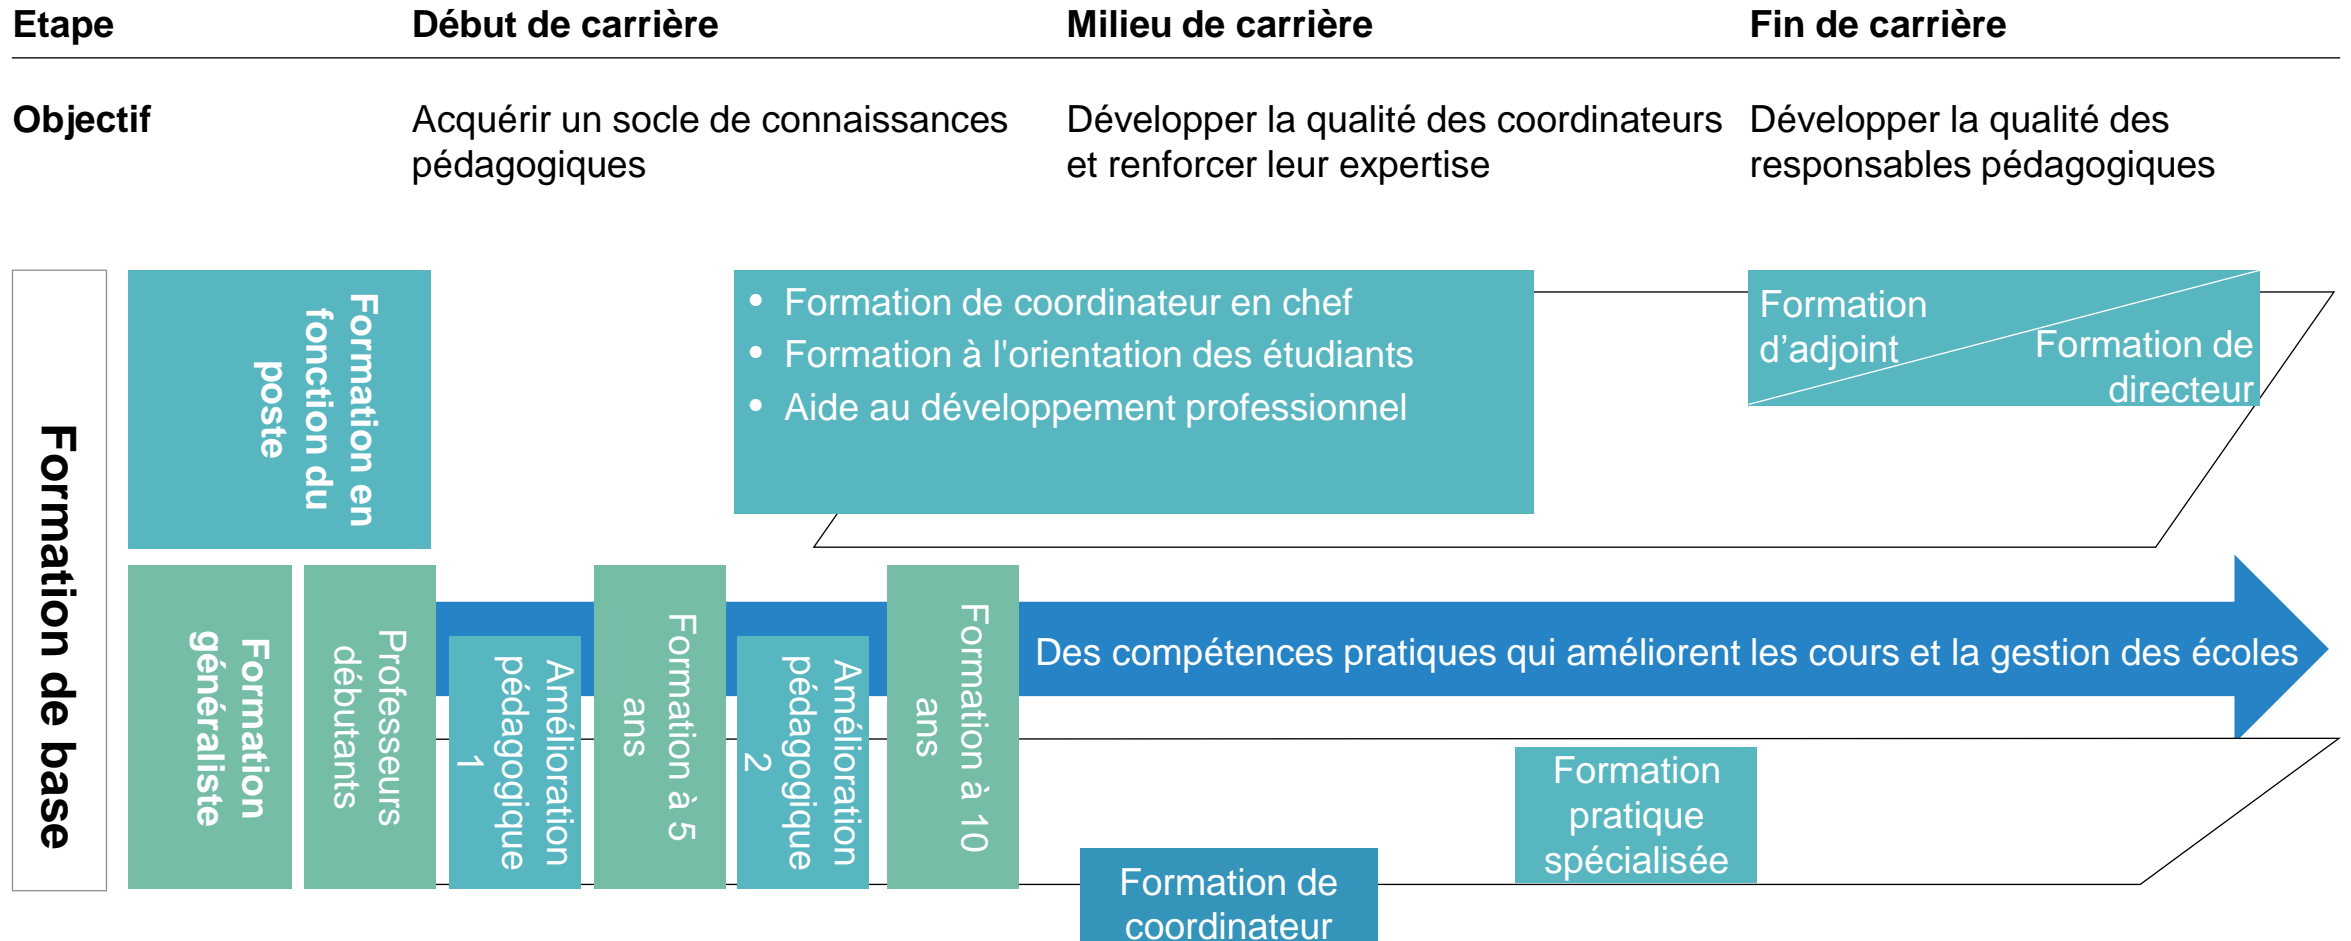 Etape
Début de carrière
Milieu de carrière
Fin de carrière
Objectif
Acquérir un socle de connaissances
pédagogiques
Développer la qualité des coordinateurs
et renforcer leur expertise
Développer la qualité des
responsables pédagogiques
Formation de base
Formation en
fonction du
poste
• Formation de coordinateur en chef
• Formation à l'orientation des étudiants
• Aide au développement professionnel
Formation
d’adjoint
Formation de
directeur
Formation
généraliste
Professeurs
débutants
Amélioration
pédagogique
1
Formation à 5
ans
Amélioration
pédagogique
2
Formation à 10
ans
Des compétences pratiques qui améliorent les cours et la gestion des écoles
Formation
pratique
spécialisée
Formation de
coordinateur